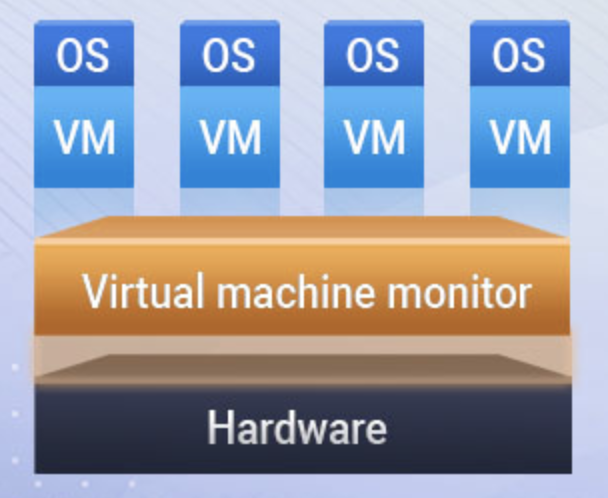 OS OS OS OS
VM VM VM VM
Virtual machine monitor
Hardware